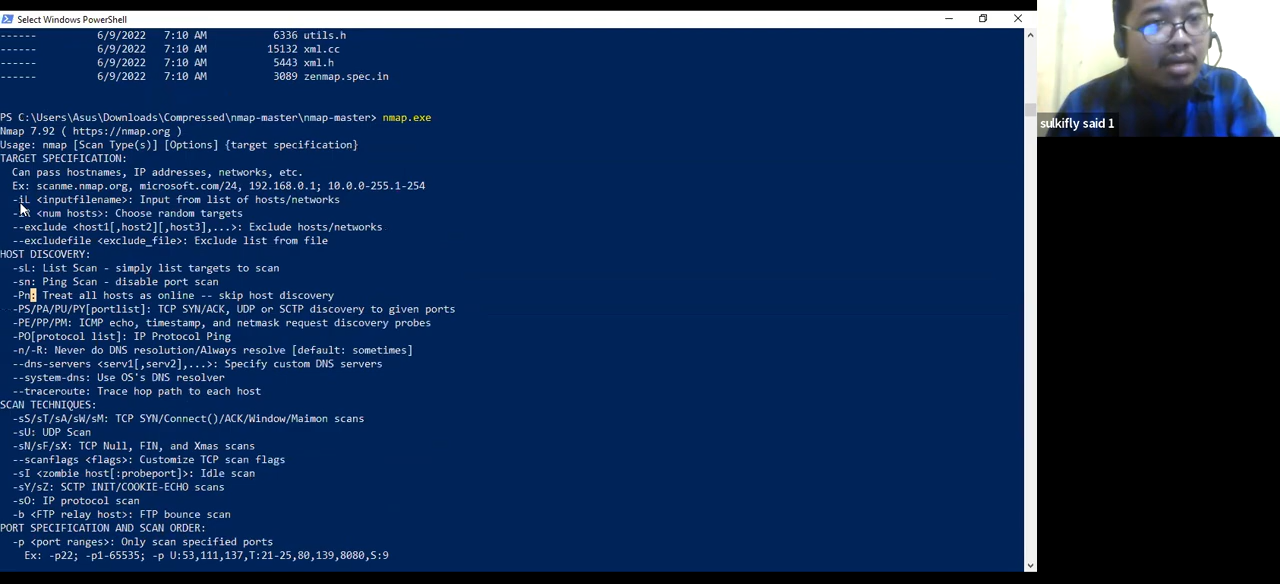 Select Windows PowerShell
------ 6/9/2022 7:10 AM 6336 utils.h
------ 6/9/2022 7:10 AM 15132 xml.cc
------ 6/9/2022 7:10 AM 5443 xml.h
------ 6/9/2022 7:10 AM 3089 zenmap.spec.in
PS C:\Users\Asus\Downloads\Compressed\nmap-master\nmap-master> nmap.exe
Nmap 7.92 ( https://nmap.org )
Usage: nmap [Scan Type(s)] [Options] {target specification}
TARGET SPECIFICATION:
Can pass hostnames, IP addresses, networks, etc.
Ex: scanme.nmap.org, microsoft.com/24, 192.168.0.1; 10.0.0-255.1-254
-iL <inputfilename>: Input from list of hosts/networks
-iR <num hosts>: Choose random targets
--exclude <host1[,host2][,host3],...>: Exclude hosts/networks
--excludefile <exclude_file>: Exclude list from file
HOST DISCOVERY:
-sL: List Scan - simply list targets to scan
-sn: Ping Scan - disable port scan
-Pn: Treat all hosts as online -- skip host discovery
-PS/PA/PU/PY[portlist]: TCP SYN/ACK, UDP or SCTP discovery to given ports
-PE/PP/PM: ICMP echo, timestamp, and netmask request discovery probes
-PO[protocol list]: IP Protocol Ping
-n/-R: Never do DNS resolution/Always resolve [default: sometimes]
--dns-servers <serv1[,serv2],...>: Specify custom DNS servers
--system-dns: Use OS's DNS resolver
--traceroute: Trace hop path to each host
SCAN TECHNIQUES:
-sS/sT/sA/sW/sM: TCP SYN/Connect()/ACK/Window/Maimon scans
-sU: UDP Scan
-sN/sF/sX: TCP Null, FIN, and Xmas scans
--scanflags <flags>: Customize TCP scan flags
-sI <zombie host[:probeport]>: Idle scan
-sY/sZ: SCTP INIT/COOKIE-ECHO scans
-sO: IP protocol scan
-b <FTP relay host>: FTP bounce scan
PORT SPECIFICATION AND SCAN ORDER:
-p <port ranges>: Only scan specified ports
Ex: -p22; -p1-65535; -p U:53,111,137,T:21-25,80,139,8080,S:9
sulkifly said 1